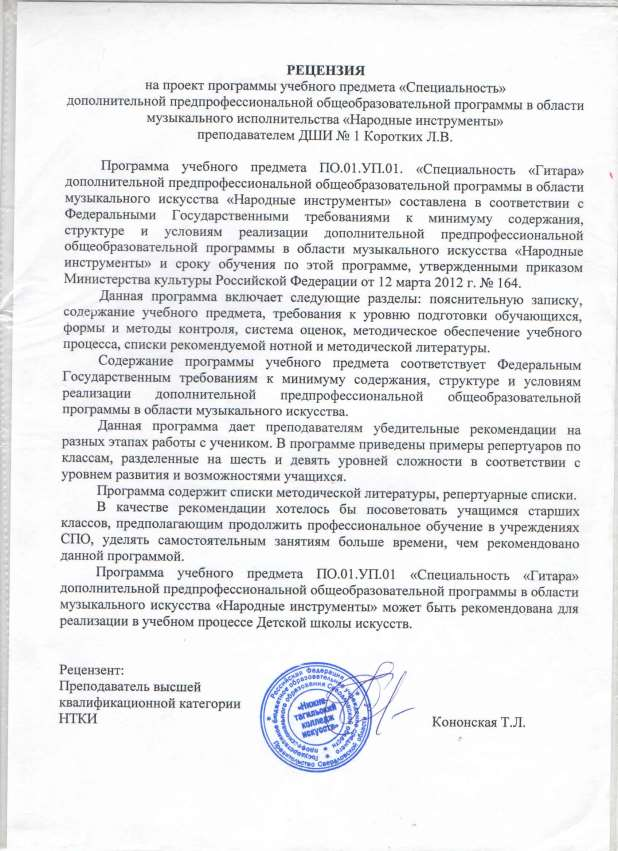 РЕЦЕНЗИЯ
на проект программы учебного предмета «Специальность»
дополнительной предпрофессиональной общеобразовательной программы в области
музыкального исполнительства «Народные инструменты»
преподавателем ДШИ № 1 Коротких Л.В.
Программа учебного предмета ПО.01.УП.01. «Специальность «Гитара»
дополнительной предпрофессиональной общеобразовательной программы в области
музыкального искусства «Народные инструменты» составлена в соответствии с
Федеральными Государственными требованиями к минимуму содержания,
структуре и условиям реализации дополнительной предпрофессиональной
общеобразовательной программы в области музыкального искусства «Народные
инструменты» и сроку обучения по этой программе, утвержденными приказом
Министерства культуры Российской Федерации от 12 марта 2012 г. № 164.
Данная программа включает следующие разделы: пояснительную записку,
содержание учебного предмета, требования к уровню подготовки обучающихся,
формы и методы контроля, система оценок, методическое обеспечение учебного
процесса, списки рекомендуемой нотной и методической литературы.
Содержание программы учебного предмета соответствует Федеральным
Государственным требованиям к минимуму содержания, структуре и условиям
реализации дополнительной предпрофессиональной общеобразовательной
программы в области музыкального искусства.
Данная программа дает преподавателям убедительные рекомендации на
разных этапах работы с учеником. В программе приведены примеры репертуаров по
классам, разделенные на шесть и девять уровней сложности в соответствии с
уровнем развития и возможностями учащихся.
Программа содержит списки методической литературы, репертуарные списки.
В качестве рекомендации хотелось бы посоветовать учащимся старших
классов, предполагающим продолжить профессиональное обучение в учреждениях
СПО, уделять самостоятельным занятиям больше времени, чем рекомендовано
данной программой.
Программа учебного предмета ПО.01.УП.01 «Специальность «Гитара»
дополнительной предпрофессиональной общеобразовательной программы в области
музыкального искусства «Народные инструменты» может быть рекомендована для
реализации в учебном процессе Детской школы искусств.
Рецензент:
Преподаватель высшей
квалификационной категории
НТКИ
Кононская Т.Л.
Российская Федерация
Правительство Свердловской
«Нижне-
тагильский
колледж
искусств»